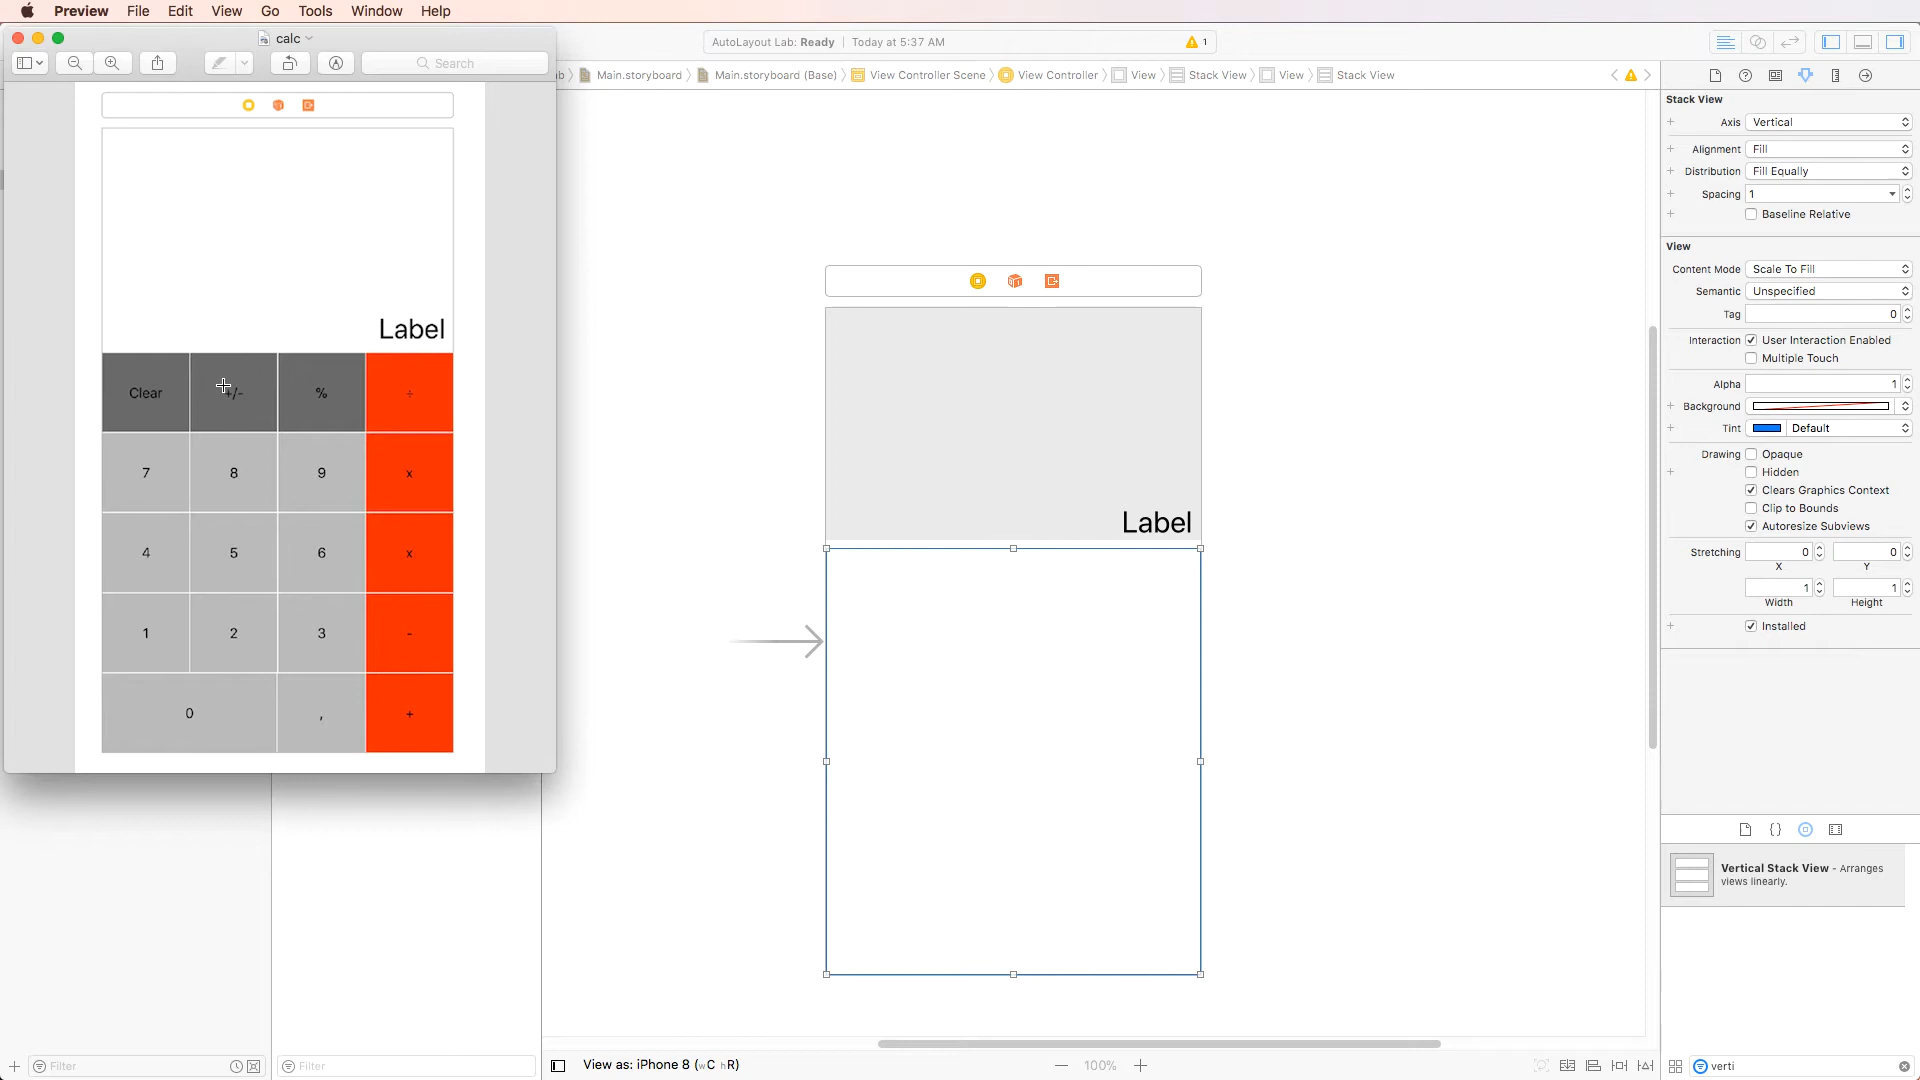 Preview File Edit View Go Tools Window Help
calc
Search
Label
Clear +/- % ÷
7 8 9 x
4 5 6 x
1 2 3 -
0 , +
AutoLayout Lab: Ready | Today at 5:37 AM
1
b Main.storyboard Main.storyboard (Base) View Controller Scene View Controller View Stack View View Stack View
Label
Stack View
Axis Vertical
Alignment Fill
Distribution Fill Equally
Spacing 1
Baseline Relative
View
Content Mode Scale To Fill
Semantic Unspecified
Tag 0
Interaction User Interaction Enabled
Multiple Touch
Alpha 1
Background
Tint Default
Drawing Opaque
Hidden
Clears Graphics Context
Clip to Bounds
Autoresize Subviews
Stretching 0 0
X Y
1 1
Width Height
Installed
Vertical Stack View - Arranges
views linearly.
Filter
Filter
View as: iPhone 8 (wC hR)
100%
verti